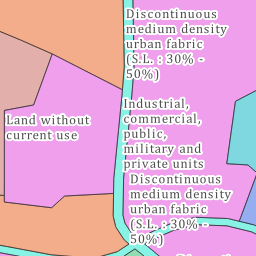 Discontinuous
medium density
urban fabric
(S.L. : 30% -
50%)
Industrial,
commercial,
public,
military and
private units
Land without
current use
Discontinuous
medium density
urban fabric
(S.L. : 30% -
50%)